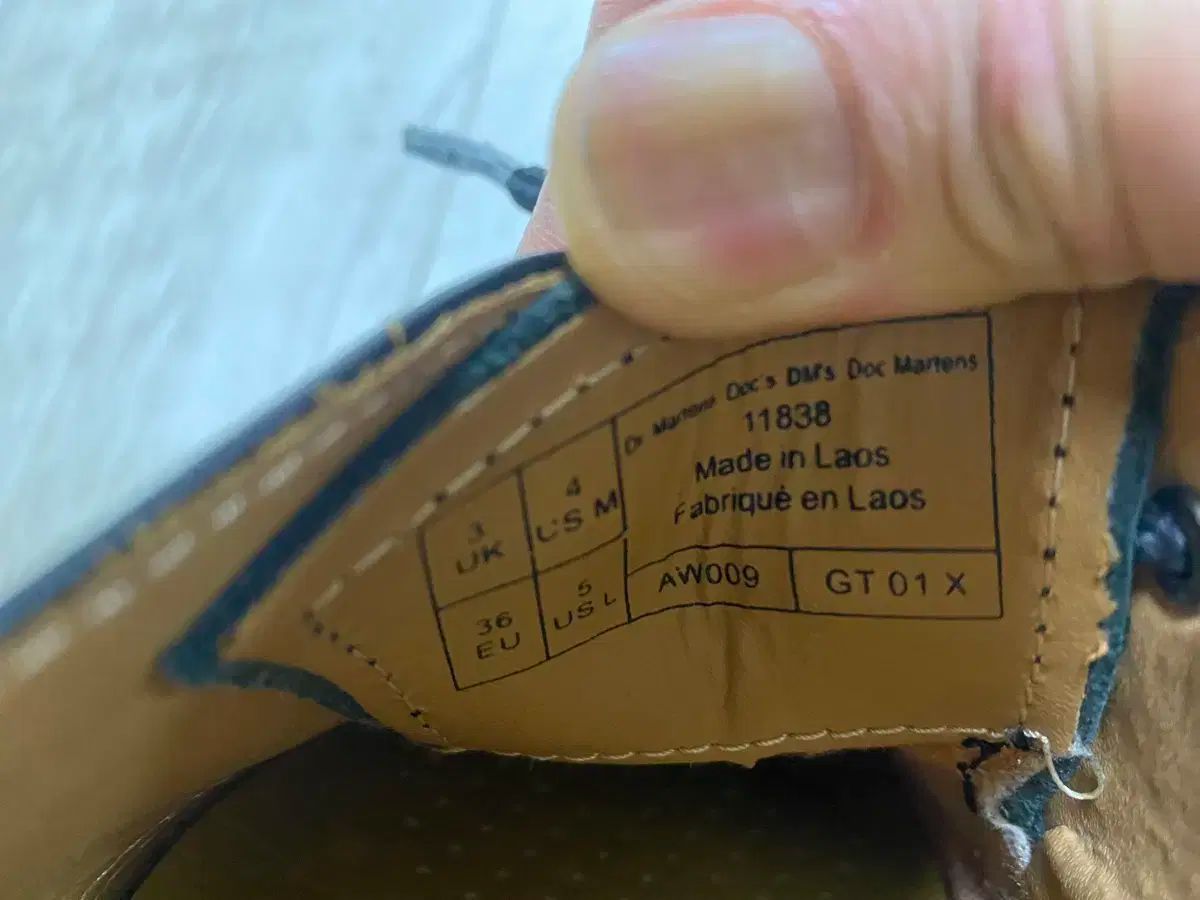 Dr Martens Doc's DM's Doc Martens
11838
Made in Laos
Fabriqué en Laos
3
UK
4
US M
36
EU
5
US L
AW009
GT 01 X